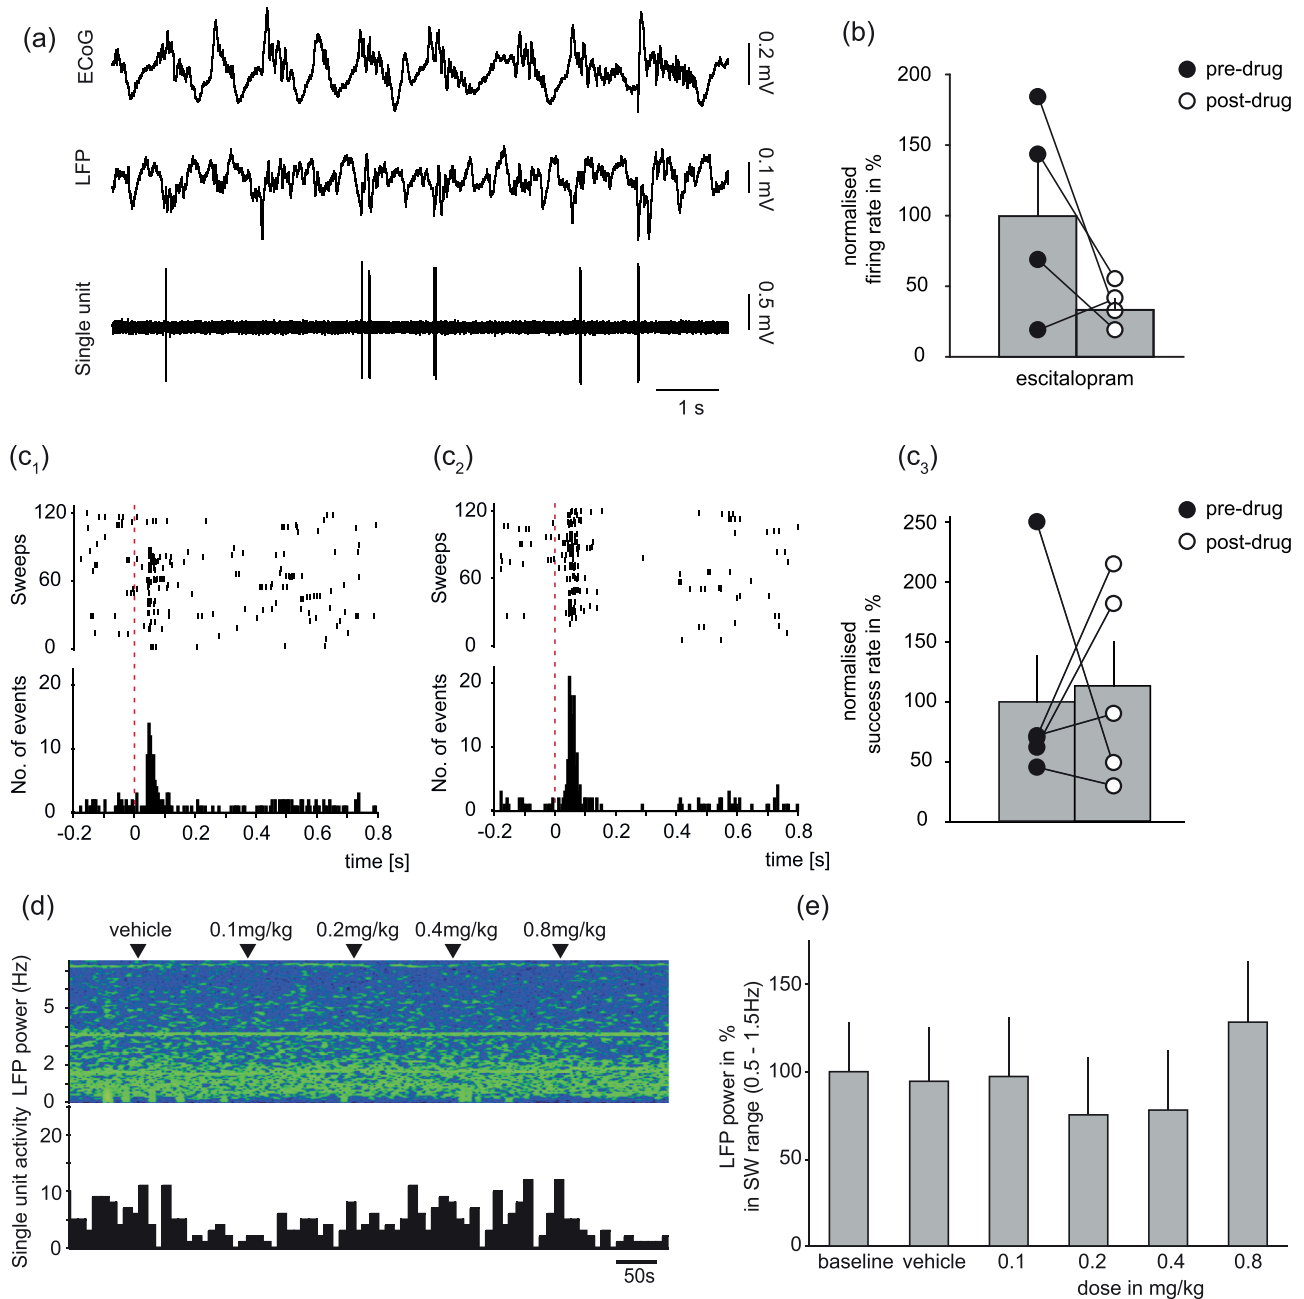 (a)
ECoG
0.2 mV
LFP
0.1 mV
Single unit
0.5 mV
1 s
(b)
pre-drug
post-drug
normalised
firing rate in %
200
150
100
50
0
escitalopram
(c1)
Sweeps
120
60
0
No. of events
20
10
0
-0.2 0 0.2 0.4 0.6 0.8
time [s]
(c2)
Sweeps
120
60
0
No. of events
20
10
0
-0.2 0 0.2 0.4 0.6 0.8
time [s]
(c3)
pre-drug
post-drug
normalised
success rate in %
250
200
150
100
50
0
(d)
vehicle 0.1mg/kg 0.2mg/kg 0.4mg/kg 0.8mg/kg
LFP power (Hz)
5
2
0
Single unit activity
20
10
0
50s
(e)
LFP power in %
in SW range (0.5 - 1.5Hz)
150
100
50
0
baseline vehicle 0.1 0.2 0.4 0.8
dose in mg/kg